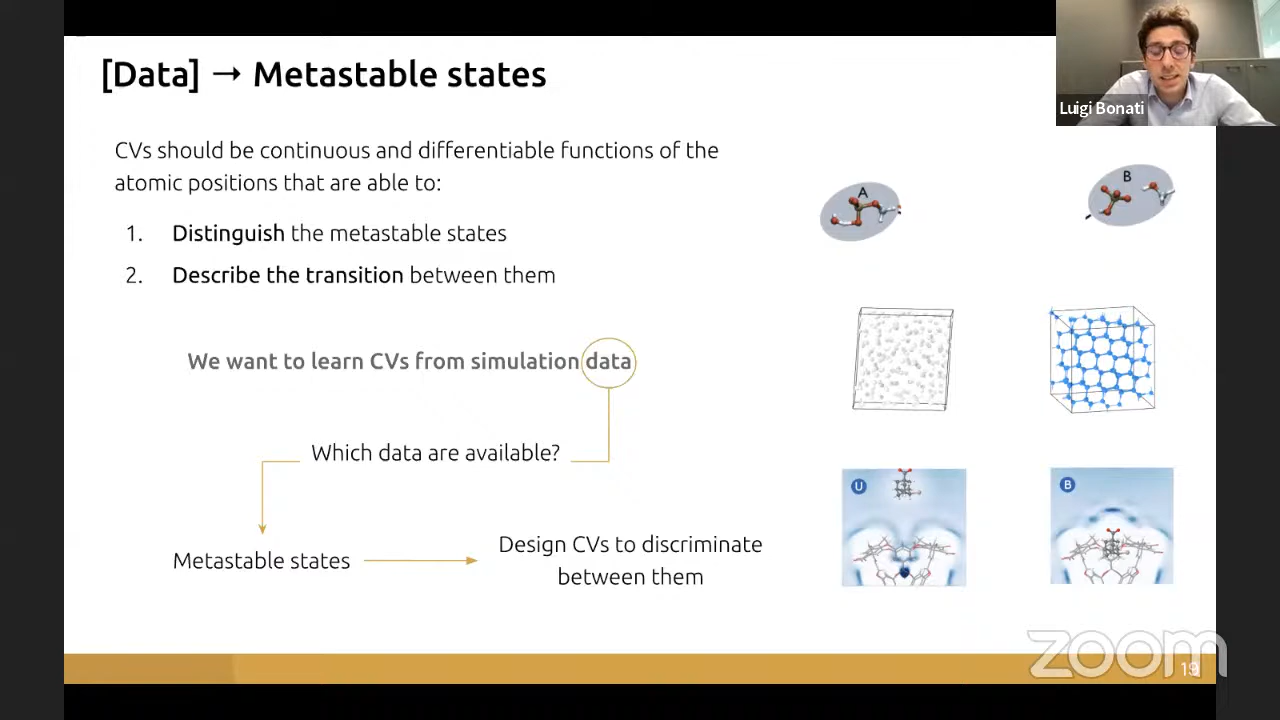 [Data] → Metastable states
Luigi Bonati
CVs should be continuous and differentiable functions of the
atomic positions that are able to:
1. Distinguish the metastable states
2. Describe the transition between them
A
B
We want to learn CVs from simulation data
Which data are available?
U
B
Metastable states
Design CVs to discriminate
between them
zoom
19